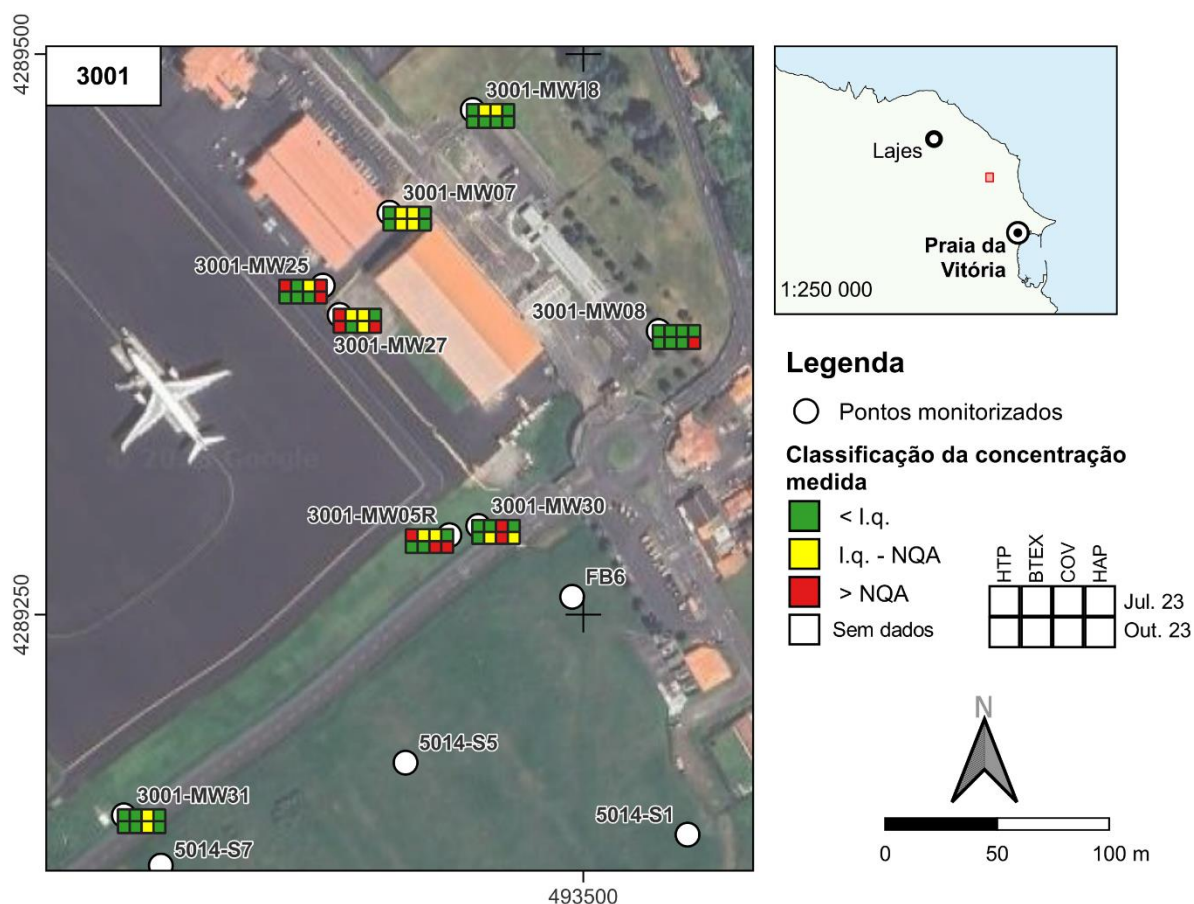 4289500
3001
3001-MW18
3001-MW07
3001-MW25
3001-MW27
3001-MW08
3001-MW05R
3001-MW30
FB6
4289250
5014-S5
3001-MW31
5014-S1
5014-S7
493500
Lajes
Praia da
Vitória
1:250 000
Legenda
Pontos monitorizados
Classificação da concentração
medida
< l.q.
l.q. - NQA
> NQA
Sem dados
HTP
BTEX
COV
HAP
Jul. 23
Out. 23
N
0 50 100 m